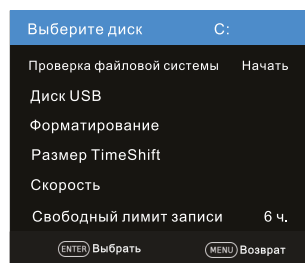 Выберите диск C:
Проверка файловой системы Начать
Диск USB
Форматирование
Размер TimeShift
Скорость
Свободный лимит записи 6 ч.
ENTER Выбрать MENU Возврат